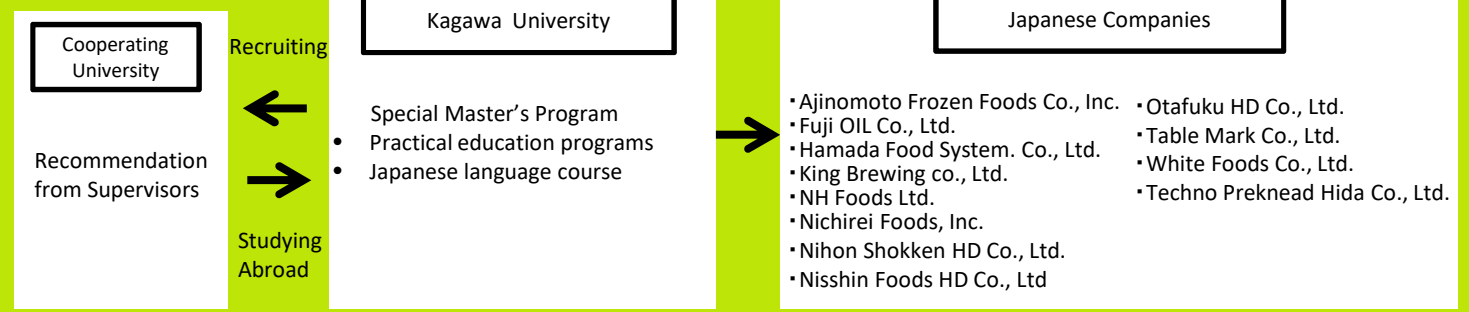 Cooperating
University
Recommendation
from Supervisors
Recruiting
Studying
Abroad
Kagawa University
Special Master's Program
• Practical education programs
• Japanese language course
Japanese Companies
・Ajinomoto Frozen Foods Co., Inc.
・Fuji OIL Co., Ltd.
・Hamada Food System. Co., Ltd.
・King Brewing co., Ltd.
・NH Foods Ltd.
・Nichirei Foods, Inc.
・Nihon Shokken HD Co., Ltd.
・Nisshin Foods HD Co., Ltd
・Otafuku HD Co., Ltd.
・Table Mark Co., Ltd.
・White Foods Co., Ltd.
・Techno Preknead Hida Co., Ltd.